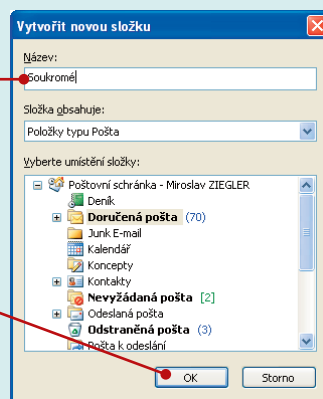 Vytvořit novou složku
Název:
Soukromé
Složka obsahuje:
Položky typu Pošta
Vyberte umístění složky:
Poštovní schránka - Miroslav ZIEGLER
Deník
Doručená pošta (70)
Junk E-mail
Kalendář
Koncepty
Kontakty
Nevyžádaná pošta [2]
Odeslaná pošta
Odstraněná pošta (3)
Pošta k odeslání
OK Storno